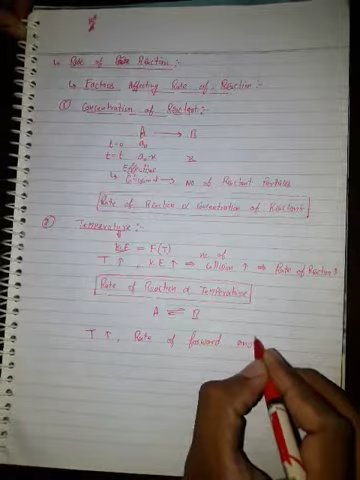 ↳ Rate of Reaction :-
↳ Factors Affecting Rate of Reaction :-
① Concentration of Reactant :-
A ⟶ B
t=0 a₀
t=t a₀-x x
Effective
↳ Collision ⟶ no of Reactant Particles
Rate of Reaction α Concentration of Reactant
② Temperature :-
K.E = F(T)
no. of
T ↑ , K.E ↑ ⇒ Collision ↑ ⇒ Rate of Reaction ↑
Rate of Reaction α Temperature
A ⇌ B
T ↑ , Rate of forward and